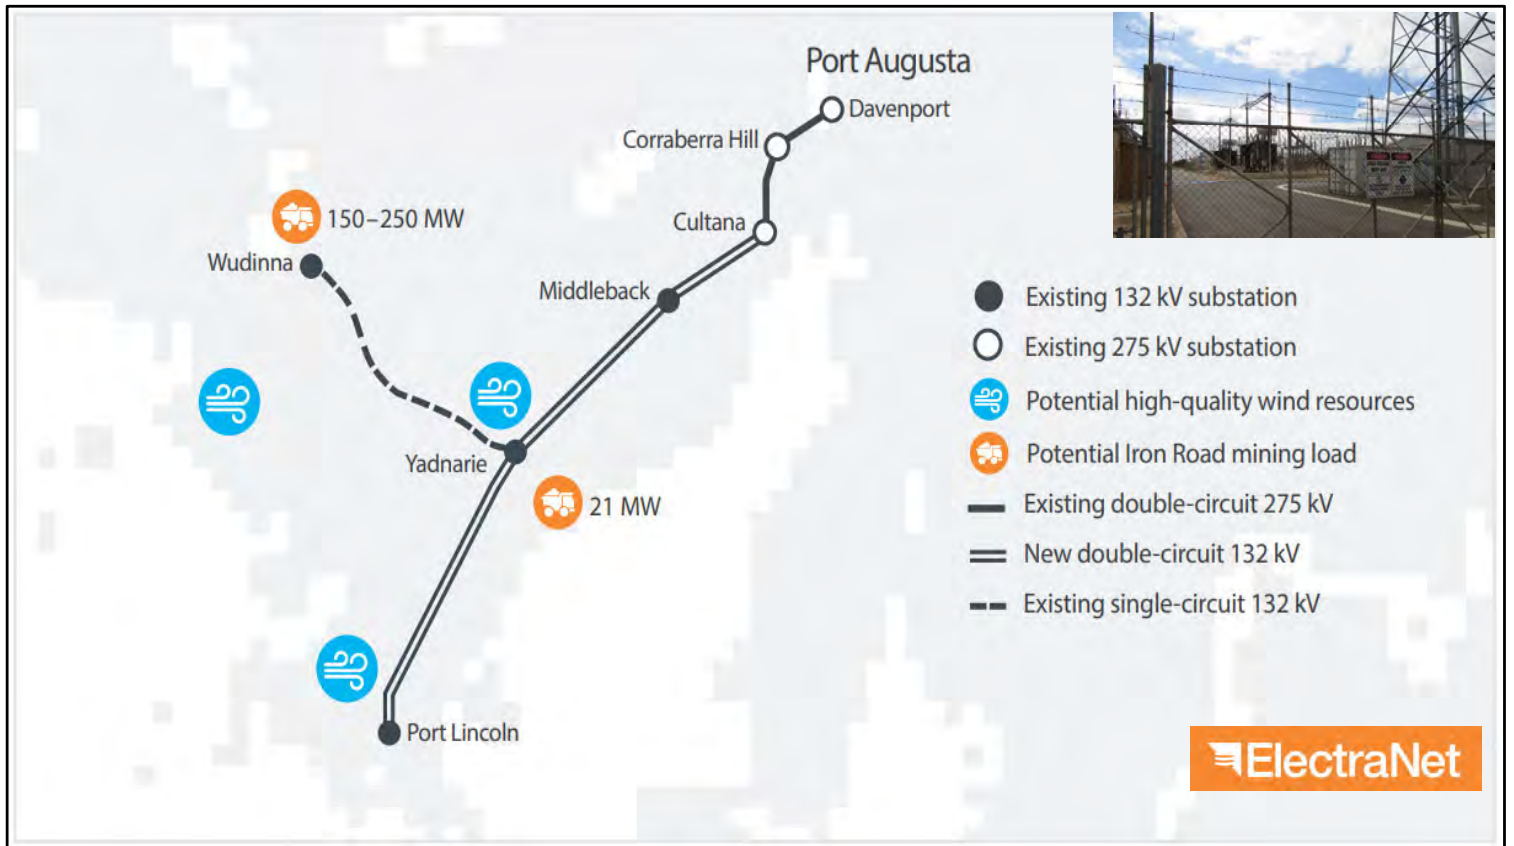 Port Augusta
Davenport
Corraberra Hill
150–250 MW
Cultana
Wudinna
Middleback
Yadnarie
21 MW
Port Lincoln
Existing 132 kV substation
Existing 275 kV substation
Potential high-quality wind resources
Potential Iron Road mining load
Existing double-circuit 275 kV
New double-circuit 132 kV
Existing single-circuit 132 kV
ElectraNet